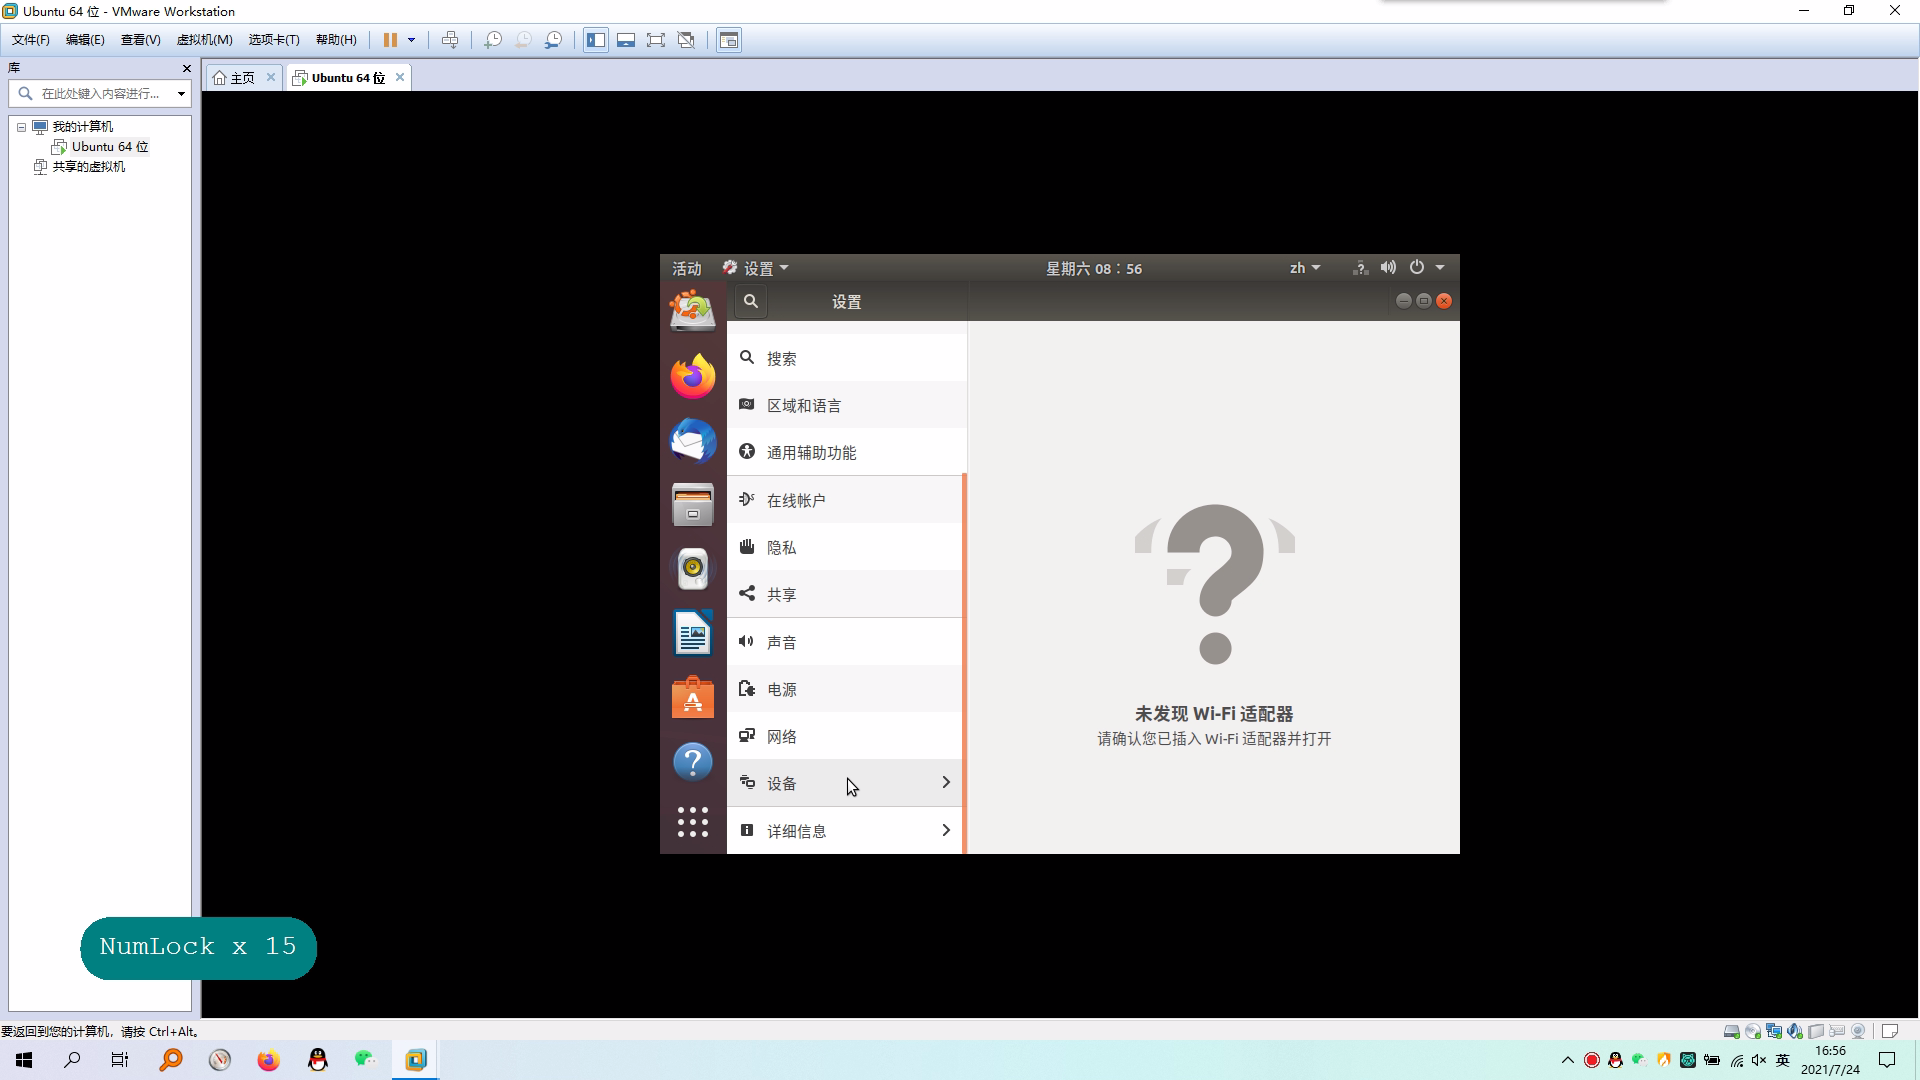 Ubuntu 64 位 - VMware Workstation
文件(F) 编辑(E) 查看(V) 虚拟机(M) 选项卡(T) 帮助(H)
库
主页
Ubuntu 64 位
在此处键入内容进行...
我的计算机
Ubuntu 64 位
共享的虚拟机
活动 设置 星期六 08:56 zh
设置
搜索
区域和语言
通用辅助功能
在线帐户
隐私
共享
声音
电源
网络
设备
详细信息
未发现 Wi-Fi 适配器
请确认您已插入 Wi-Fi 适配器并打开
NumLock x 15
要返回到您的计算机，请按 Ctrl+Alt。
英
16:56
2021/7/24